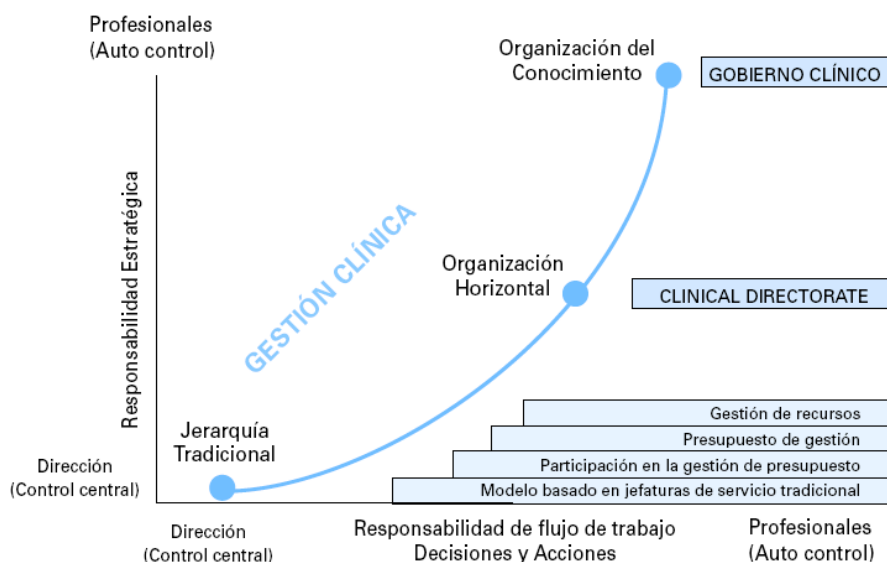 Profesionales
(Auto control)
Organización del
Conocimiento
GOBIERNO CLÍNICO
Responsabilidad Estratégica
GESTIÓN CLÍNICA
Organización
Horizontal
CLINICAL DIRECTORATE
Jerarquía
Tradicional
Gestión de recursos
Presupuesto de gestión
Participación en la gestión de presupuesto
Modelo basado en jefaturas de servicio tradicional
Dirección
(Control central)
Dirección
(Control central)
Responsabilidad de flujo de trabajo
Decisiones y Acciones
Profesionales
(Auto control)